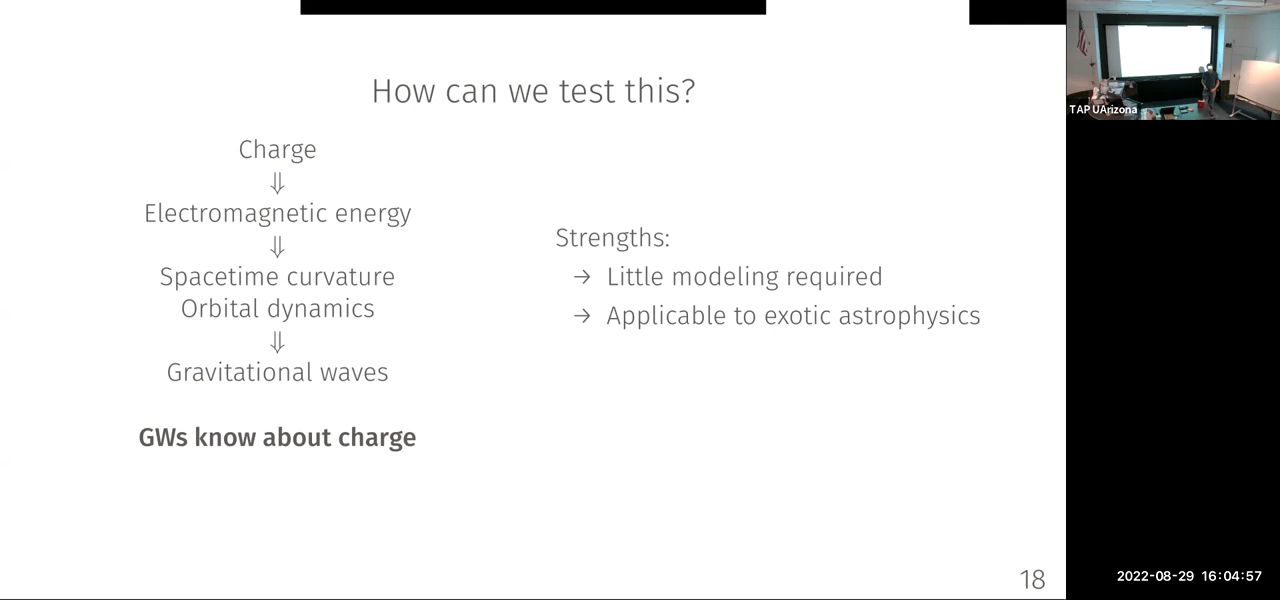 How can we test this?
Charge
⇓
Electromagnetic energy
⇓
Spacetime curvature
Orbital dynamics
⇓
Gravitational waves
GWs know about charge
Strengths:
→ Little modeling required
→ Applicable to exotic astrophysics
18
TAP UArizona
2022-08-29 16:04:57